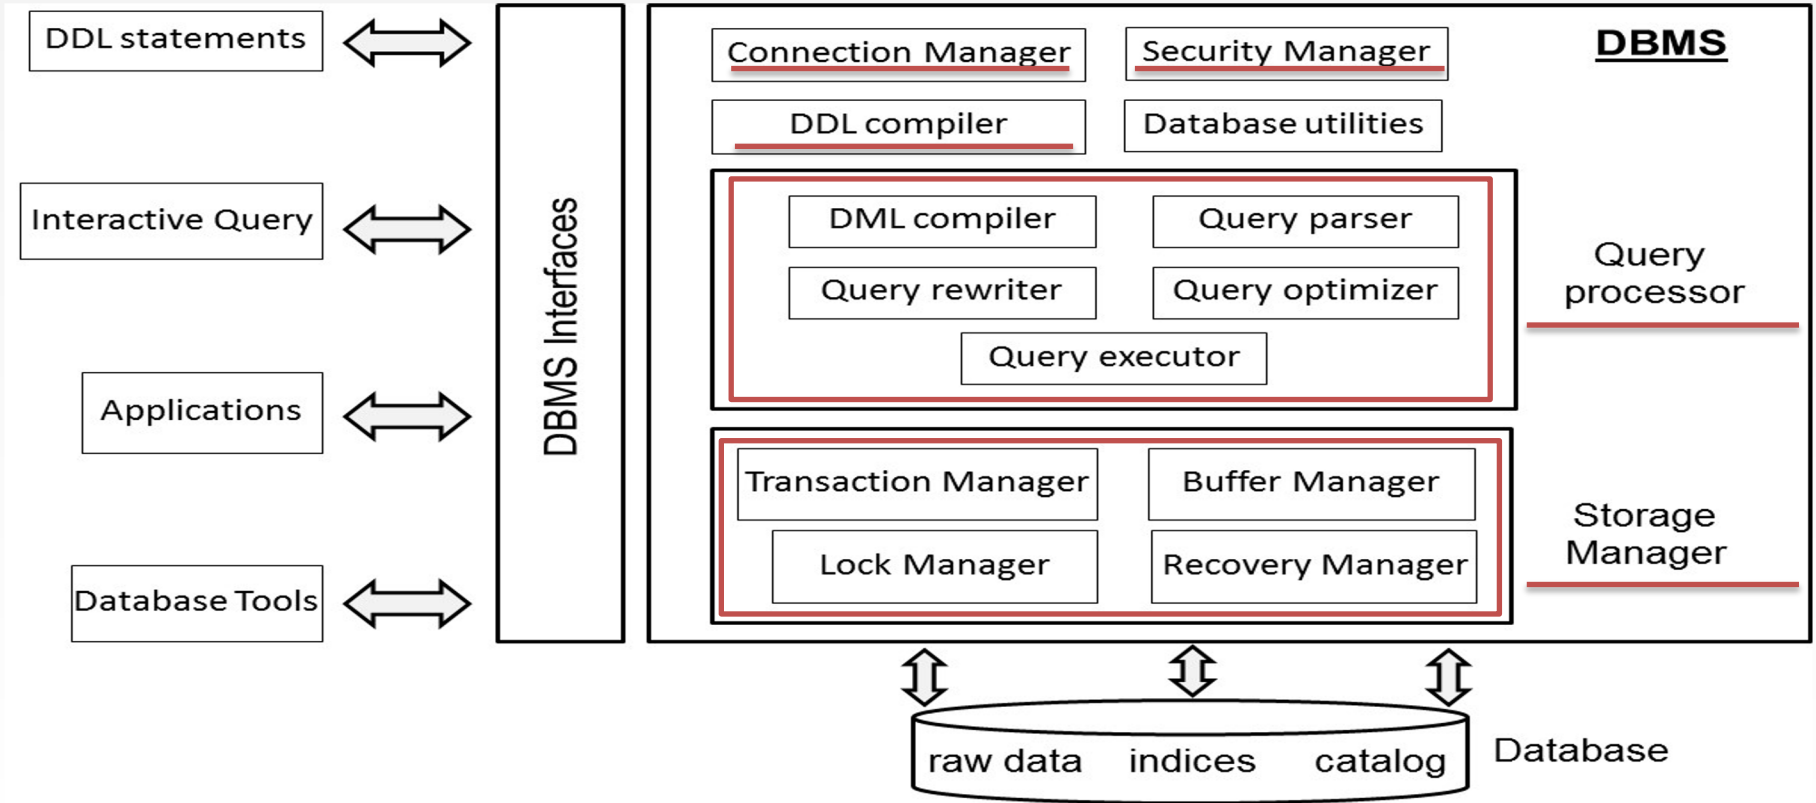 DDL statements
Interactive Query
Applications
Database Tools
DBMS Interfaces
DBMS
Connection Manager
Security Manager
DDL compiler
Database utilities
DML compiler
Query parser
Query rewriter
Query optimizer
Query executor
Query
processor
Transaction Manager
Buffer Manager
Lock Manager
Recovery Manager
Storage
Manager
raw data
indices
catalog
Database